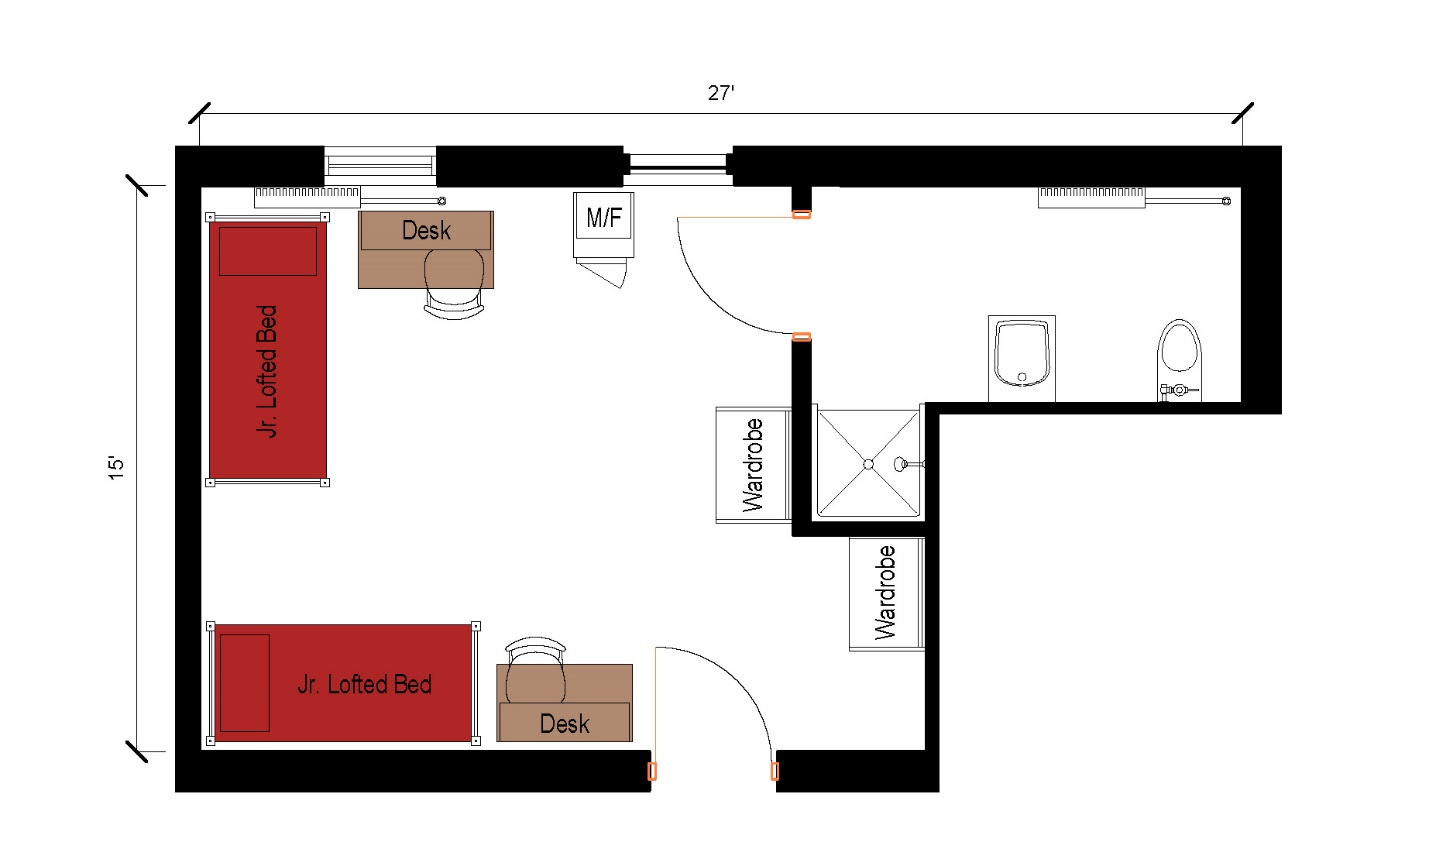 27'
Desk
M/F
15'
Jr. Lofted Bed
Wardrobe
Wardrobe
Jr. Lofted Bed
Desk